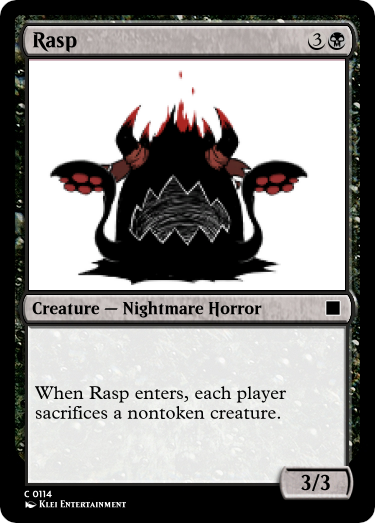 Rasp 3
Creature — Nightmare Horror
When Rasp enters, each player
sacrifices a nontoken creature.
3/3
C 0114
Klei Entertainment